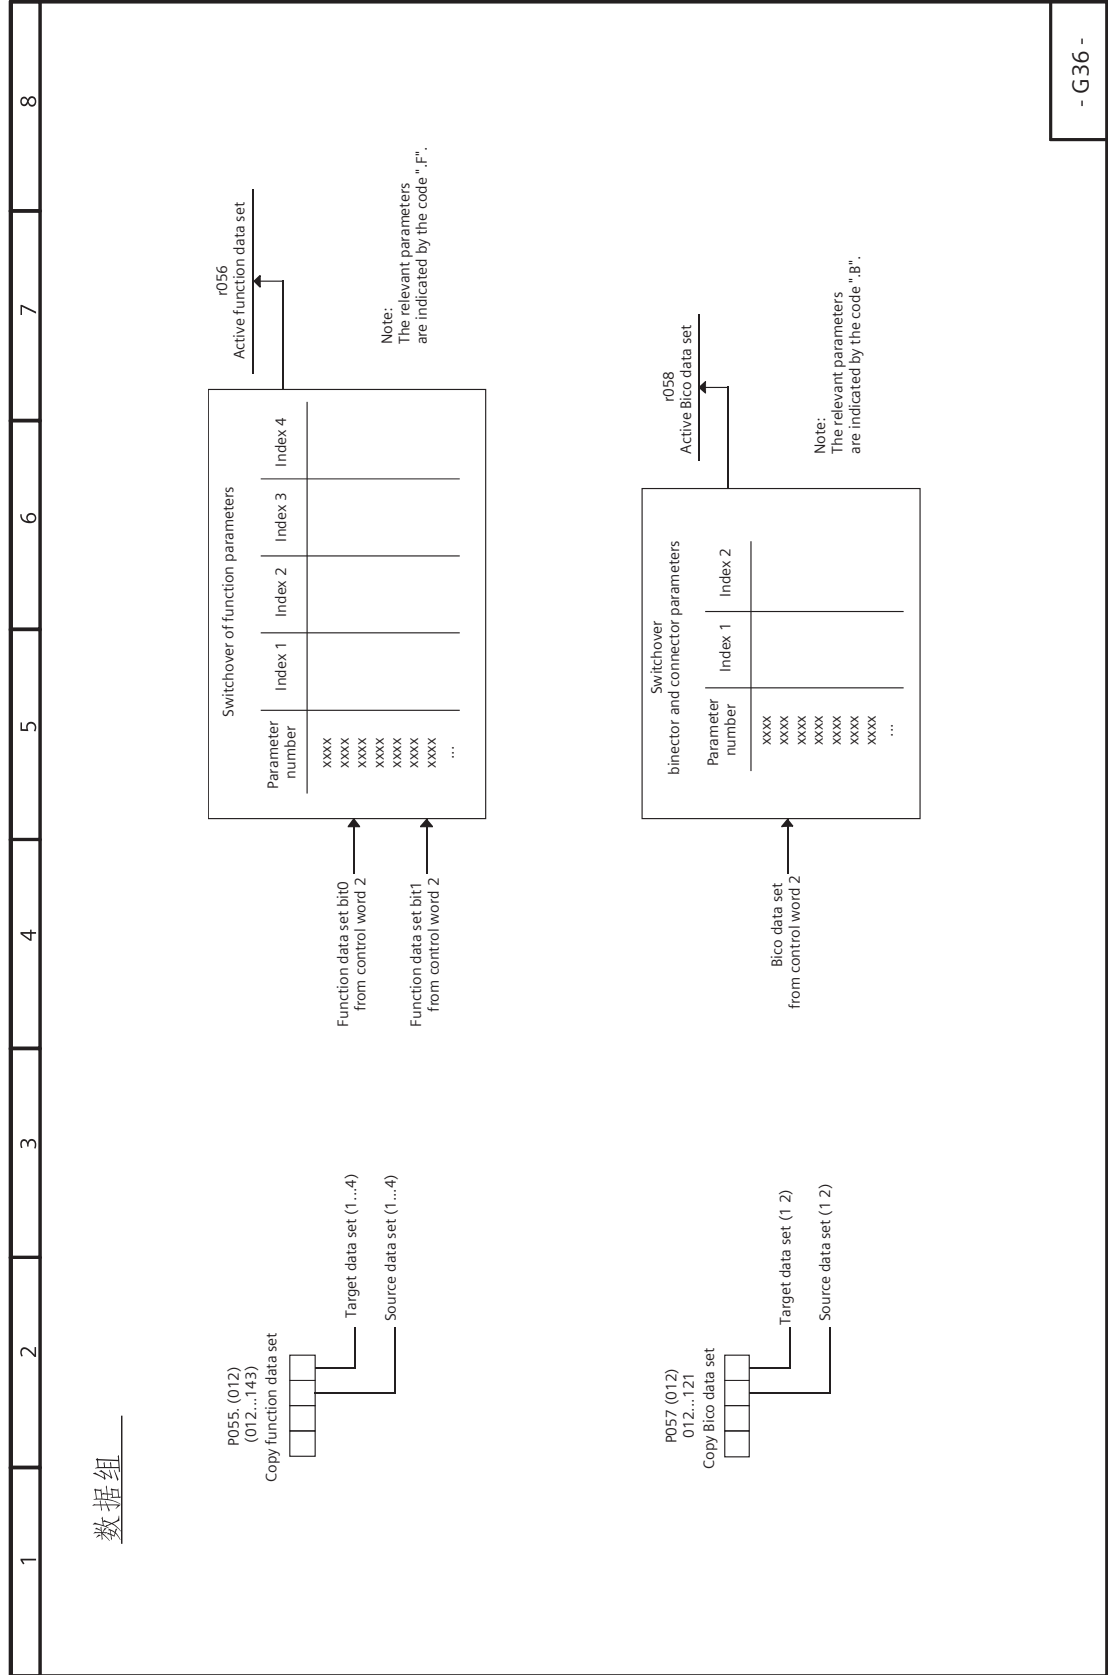 数据组
P055. (012)
(012...143)
Copy function data set
Target data set (1...4)
Source data set (1...4)
Function data set bit0
from control word 2
Function data set bit1
from control word 2
Switchover of function parameters
Parameter number Index 1 Index 2 Index 3 Index 4
xxxx
xxxx
xxxx
xxxx
xxxx
xxxx
xxxx
...
r056
Active function data set
Note:
The relevant parameters
are indicated by the code ".F".
P057 (012)
012...121
Copy Bico data set
Target data set (1 2)
Source data set (1 2)
Bico data set
from control word 2
Switchover
binector and connector parameters
Parameter number Index 1 Index 2
xxxx
xxxx
xxxx
xxxx
xxxx
xxxx
xxxx
...
r058
Active Bico data set
Note:
The relevant parameters
are indicated by the code ".B".
1 2 3 4 5 6 7 8
- G36 -